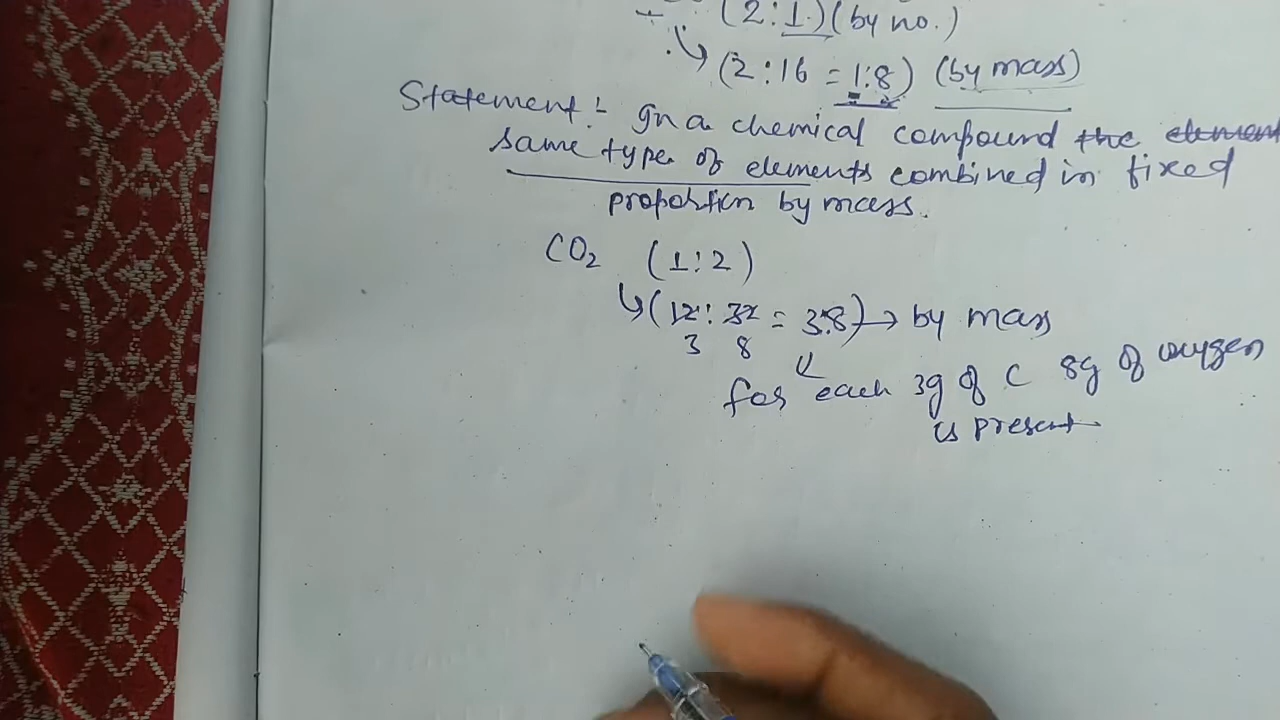 (2:1)(by no.)
(2:16 = 1:8) (by mass)
Statement:- In a chemical compound the element
same type of elements combined in fixed
proportion by mass.
CO₂ (1:2)
(12:32 = 3:8) → by mass
3 8
for each 3g of C 8g of oxygen
is present